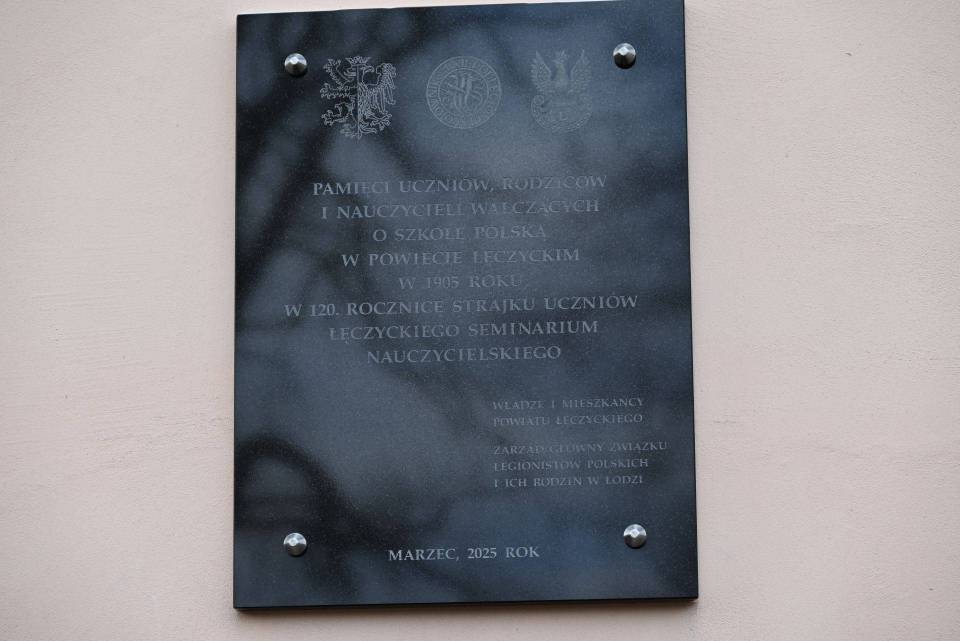 PAMIĘCI UCZNIÓW, RODZICÓW
I NAUCZYCIELI WALCZĄCYCH
O SZKOŁĘ POLSKĄ
W POWIECIE ŁĘCZYCKIM
W 1905 ROKU,
W 120. ROCZNICĘ STRAJKU UCZNIÓW
ŁĘCZYCKIEGO SEMINARIUM
NAUCZYCIELSKIEGO
WŁADZE I MIESZKAŃCY
POWIATU ŁĘCZYCKIEGO
ZARZĄD GŁÓWNY ZWIĄZKU
LEGIONISTÓW POLSKICH
I ICH RODZIN W ŁODZI
MARZEC, 2025 ROK